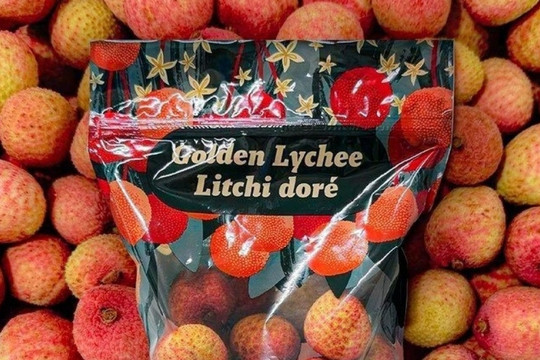 Golden Lychee
Litchi doré